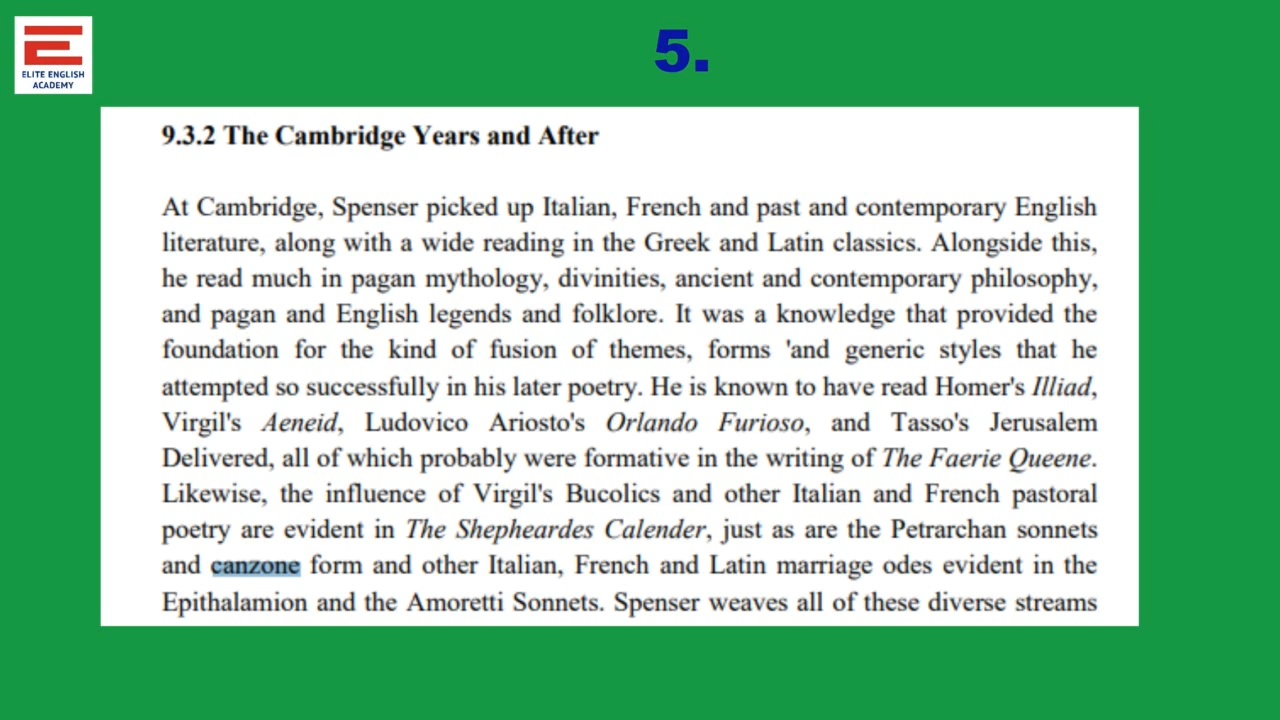 ELITE ENGLISH
ACADEMY
5.
9.3.2 The Cambridge Years and After
At Cambridge, Spenser picked up Italian, French and past and contemporary English
literature, along with a wide reading in the Greek and Latin classics. Alongside this,
he read much in pagan mythology, divinities, ancient and contemporary philosophy,
and pagan and English legends and folklore. It was a knowledge that provided the
foundation for the kind of fusion of themes, forms 'and generic styles that he
attempted so successfully in his later poetry. He is known to have read Homer's Illiad,
Virgil's Aeneid, Ludovico Ariosto's Orlando Furioso, and Tasso's Jerusalem
Delivered, all of which probably were formative in the writing of The Faerie Queene.
Likewise, the influence of Virgil's Bucolics and other Italian and French pastoral
poetry are evident in The Shepheardes Calender, just as are the Petrarchan sonnets
and canzone form and other Italian, French and Latin marriage odes evident in the
Epithalamion and the Amoretti Sonnets. Spenser weaves all of these diverse streams